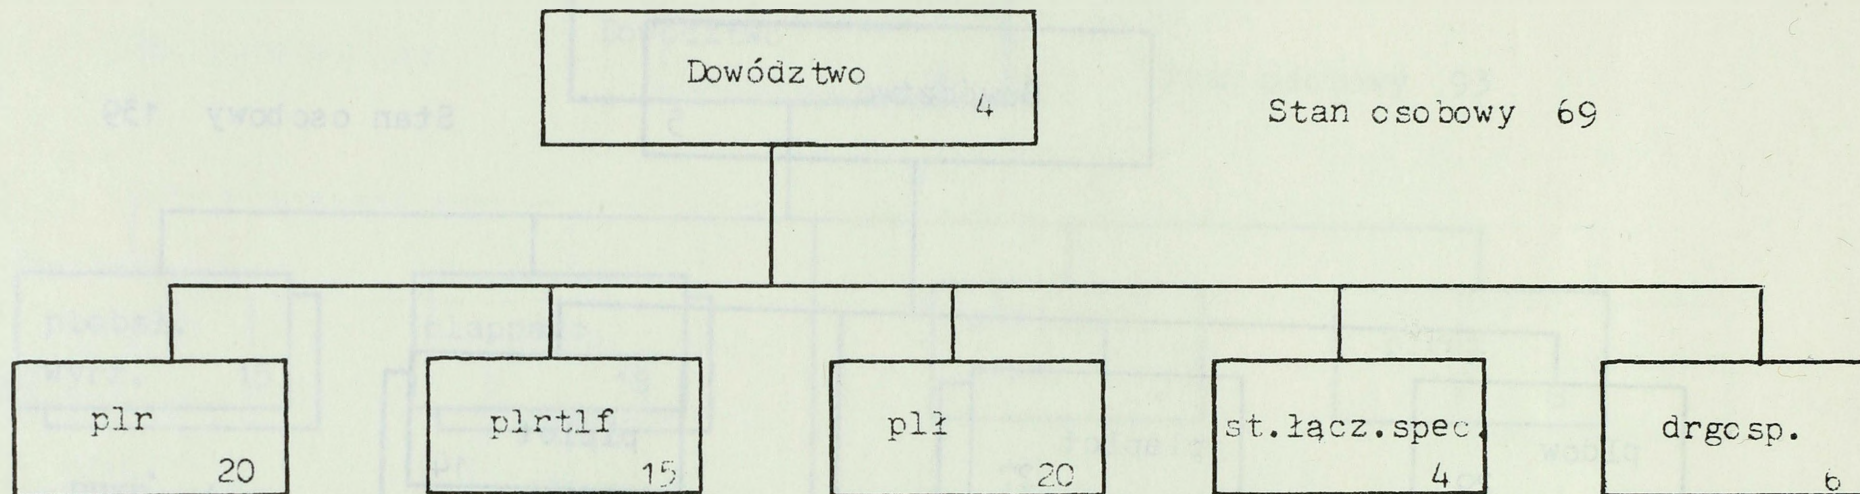 Dowództwo
4
Stan osobowy 69
plr
20
plrtlf
15
plł
20
st.łącz.spec.
4
drgosp.
6